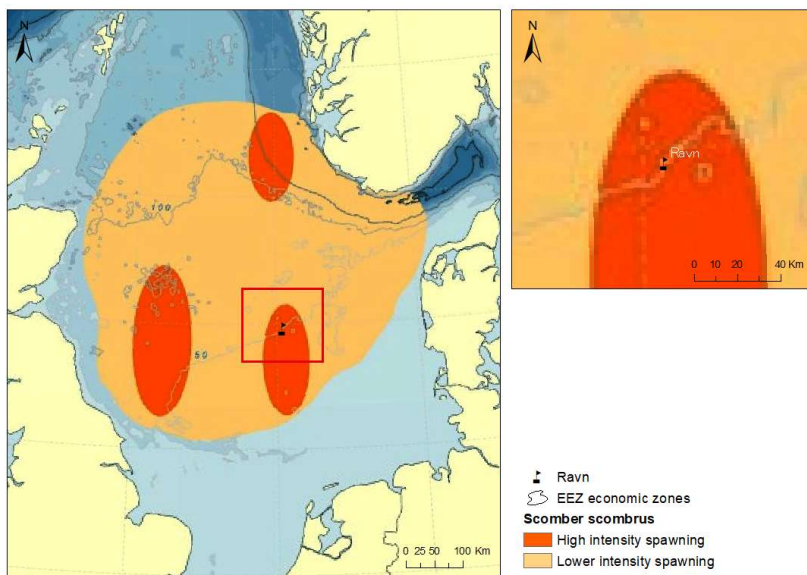 N
100
50
0 25 50 100 Km
N
Ravn
0 10 20 40 Km
Ravn
EEZ economic zones
Scomber scombrus
High intensity spawning
Lower intensity spawning